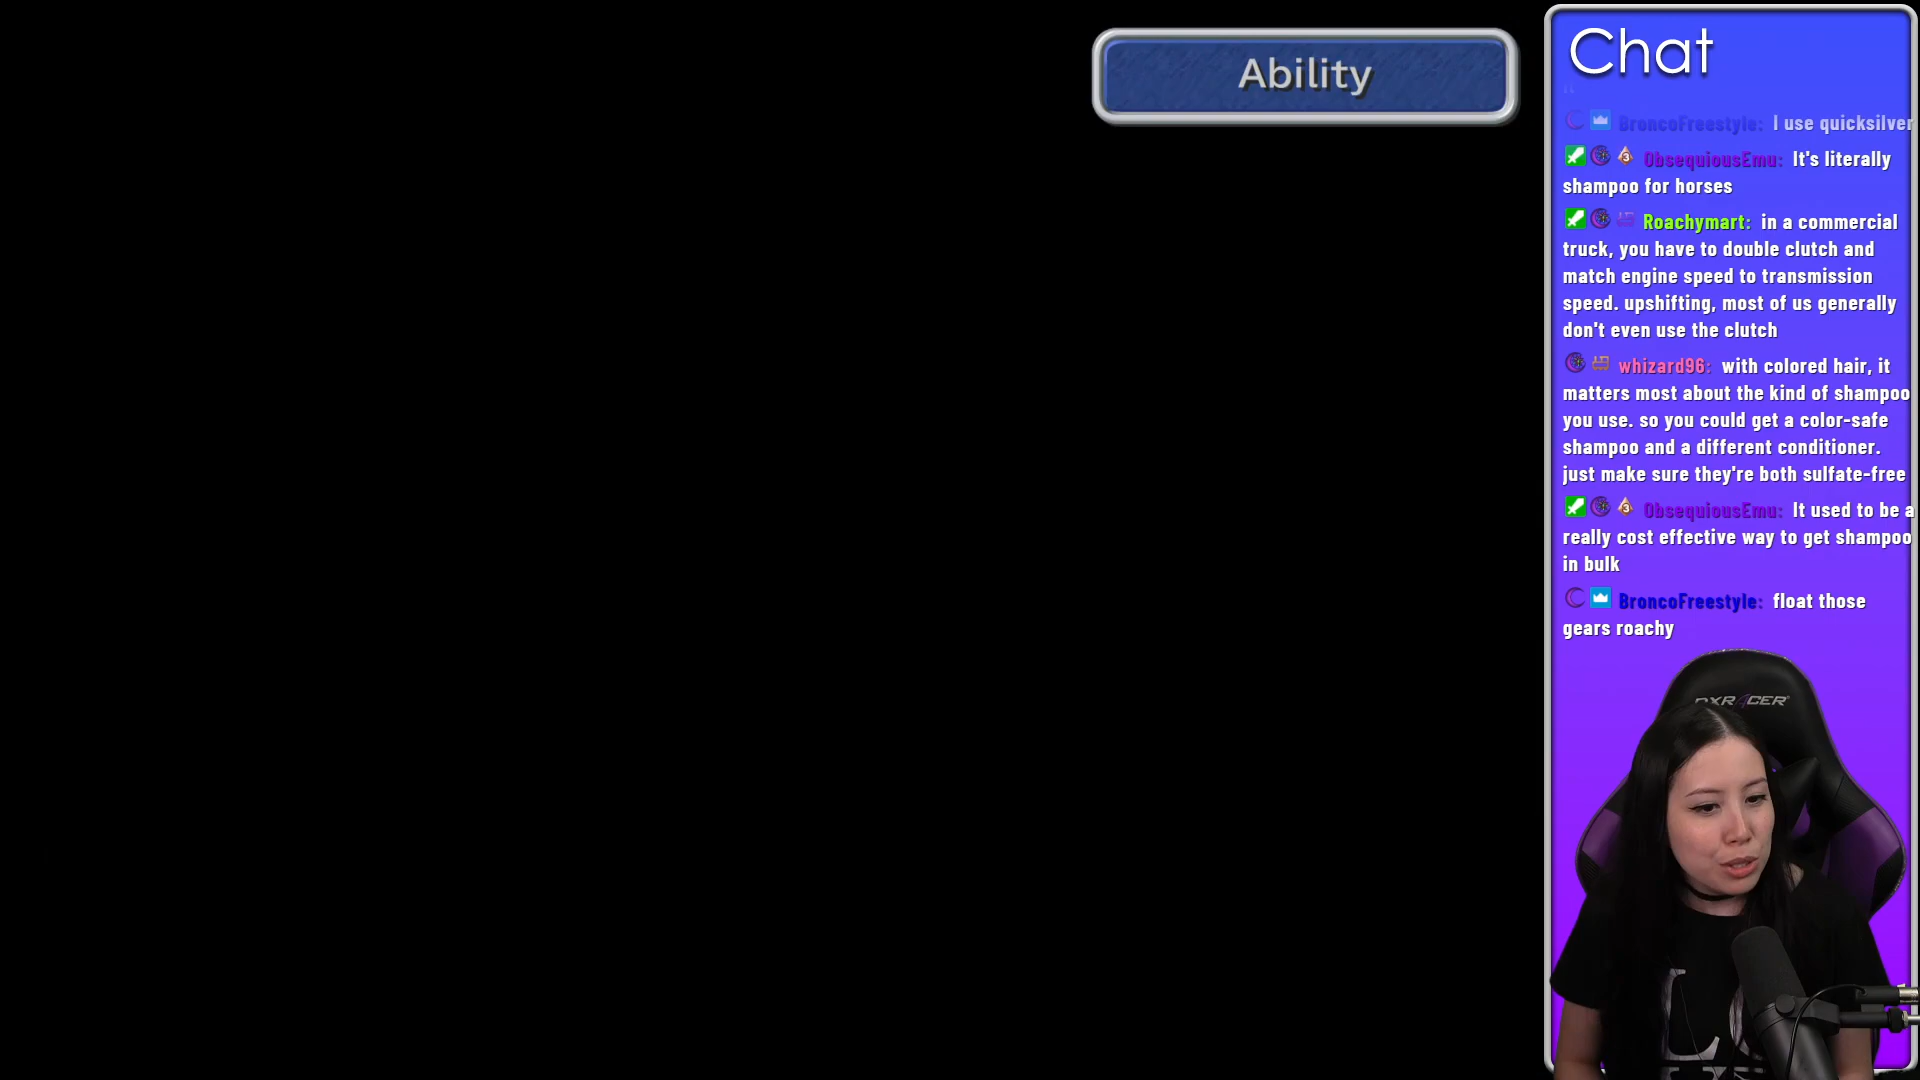 Ability
Chat
BroncoFreestyle: I use quicksilver
ObsequiousEmu: It's literally
shampoo for horses
Roachymart: in a commercial
truck, you have to double clutch and
match engine speed to transmission
speed. upshifting, most of us generally
don't even use the clutch
whizard96: with colored hair, it
matters most about the kind of shampoo
you use. so you could get a color-safe
shampoo and a different conditioner.
just make sure they're both sulfate-free
ObsequiousEmu: It used to be a
really cost effective way to get shampoo
in bulk
BroncoFreestyle: float those
gears roachy
DXRACER